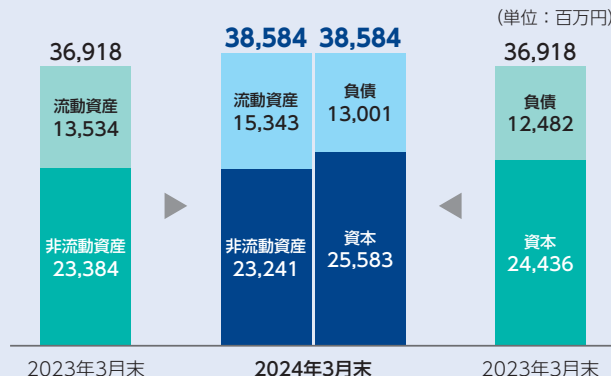 (単位：百万円)
36,918
流動資産
13,534
非流動資産
23,384
2023年3月末
38,584 38,584
流動資産
15,343
非流動資産
23,241
負債
13,001
資本
25,583
2024年3月末
36,918
負債
12,482
資本
24,436
2023年3月末